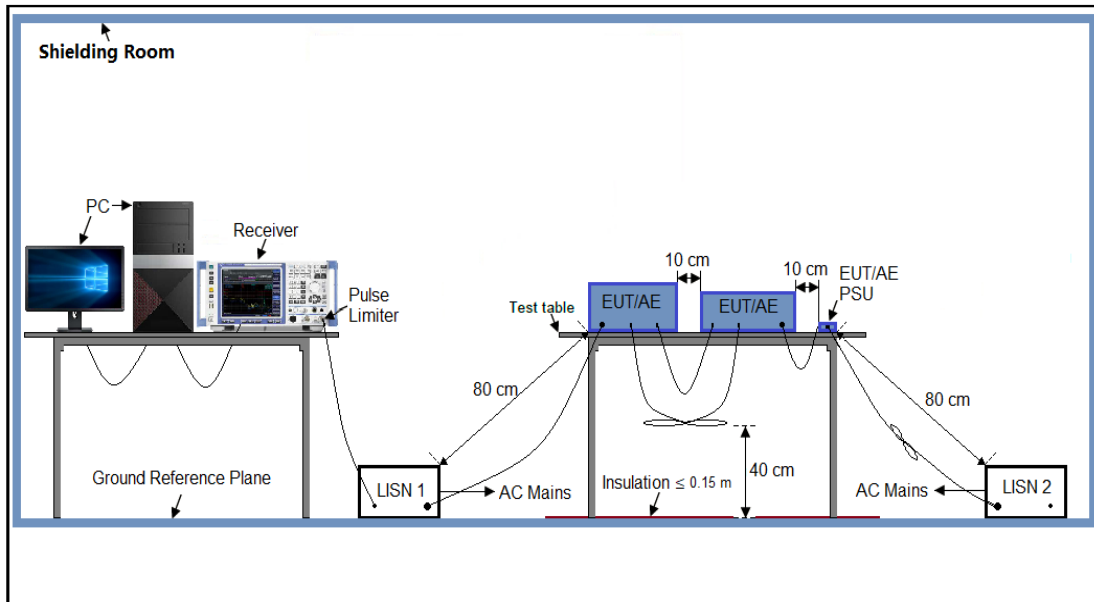 Shielding Room
PC
Receiver
Pulse
Limiter
Test table
EUT/AE
10 cm
EUT/AE
10 cm
EUT/AE
PSU
80 cm
80 cm
40 cm
Ground Reference Plane
LISN 1
AC Mains
Insulation ≤ 0.15 m
AC Mains
LISN 2